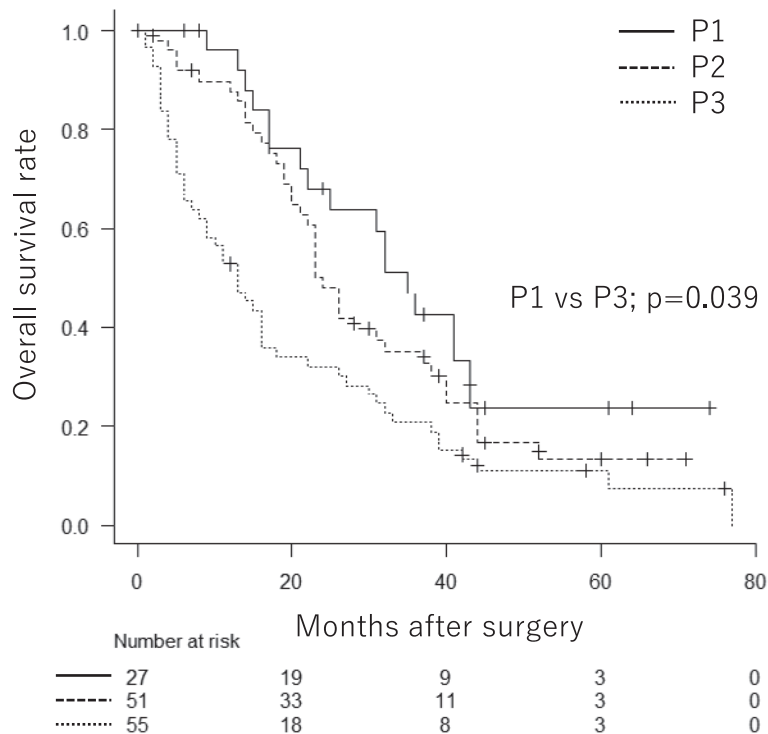 P1
P2
P3
Overall survival rate
1.0
0.8
0.6
0.4
0.2
0.0
P1 vs P3; p=0.039
0 20 40 60 80
Months after surgery
Number at risk
27 19 9 3 0
51 33 11 3 0
55 18 8 3 0